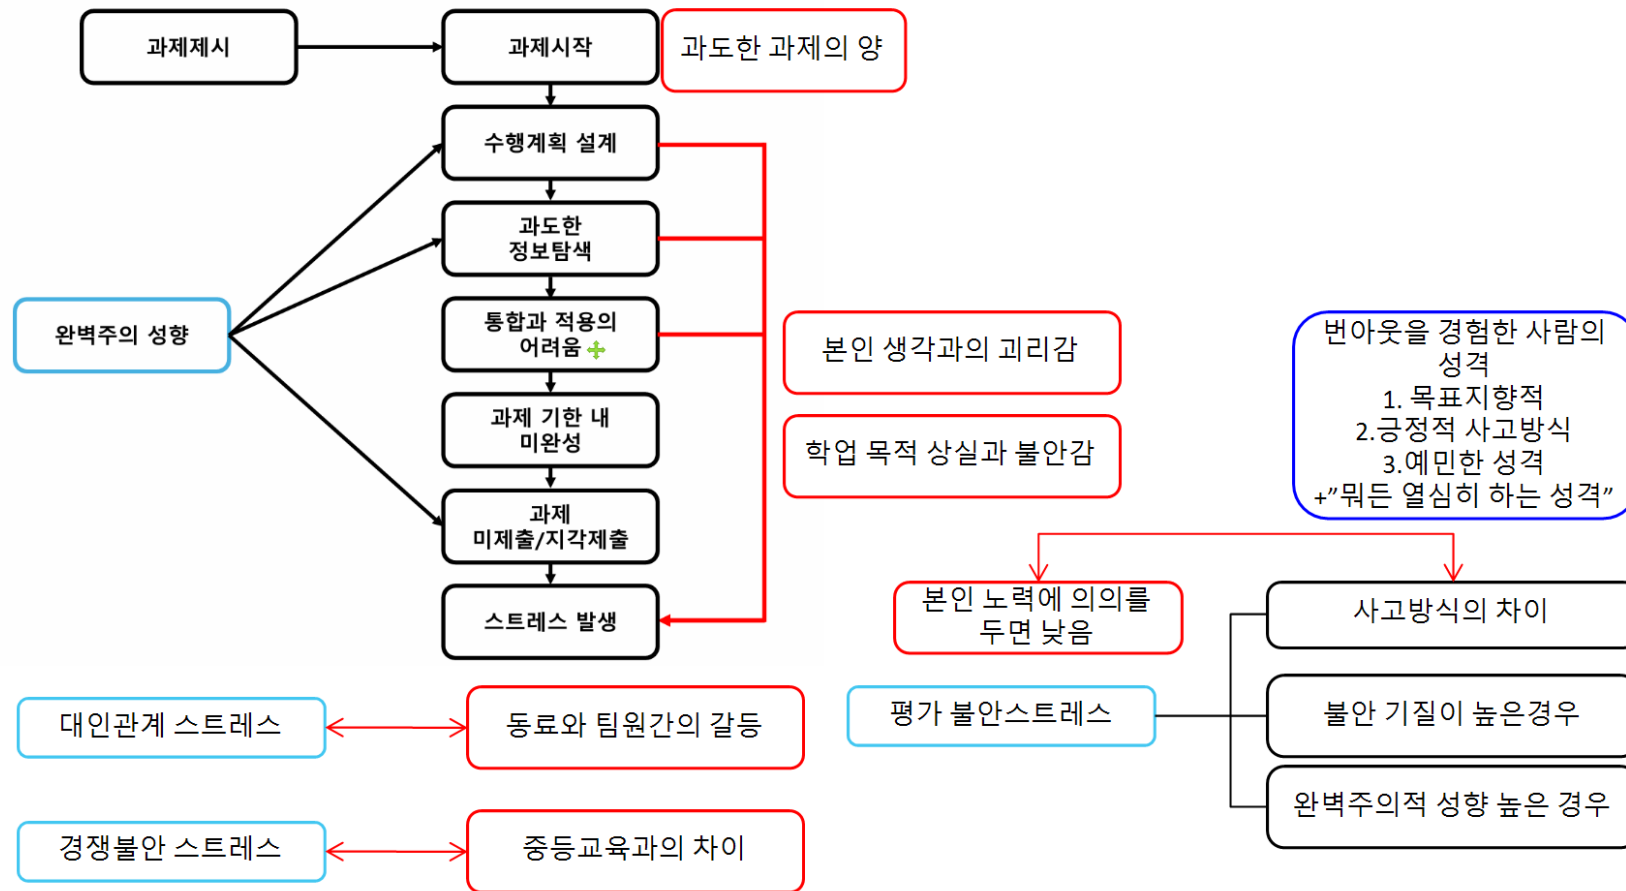 과제제시
과제시작
과도한 과제의 양
수행계획 설계
과도한
정보탐색
완벽주의 성향
통합과 적용의
어려움
과제 기한 내
미완성
과제
미제출/지각제출
스트레스 발생
본인 생각과의 괴리감
학업 목적 상실과 불안감
번아웃을 경험한 사람의
성격
1. 목표지향적
2.긍정적 사고방식
3.예민한 성격
+”뭐든 열심히 하는 성격”
본인 노력에 의의를
두면 낮음
사고방식의 차이
대인관계 스트레스
동료와 팀원간의 갈등
평가 불안스트레스
불안 기질이 높은경우
완벽주의적 성향 높은 경우
경쟁불안 스트레스
중등교육과의 차이